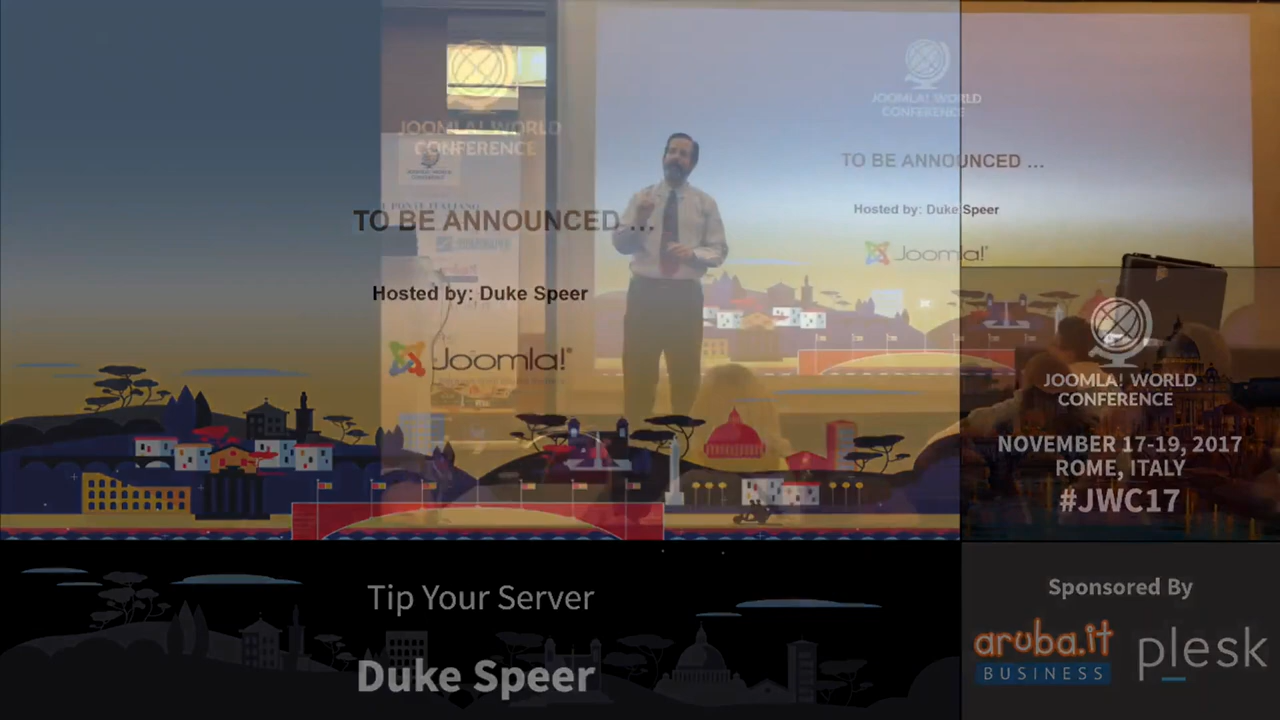 JOOMLA! WORLD
CONFERENCE
JOOMLA! WORLD
CONFERENCE
TO BE ANNOUNCED ...
Hosted by: Duke Speer
Joomla!
TO BE ANNOUNCED ...
Hosted by: Duke Speer
Joomla!
JOOMLA! WORLD
CONFERENCE
NOVEMBER 17-19, 2017
ROME, ITALY
#JWC17
Tip Your Server
Duke Speer
Sponsored By
aruba.it
BUSINESS
plesk